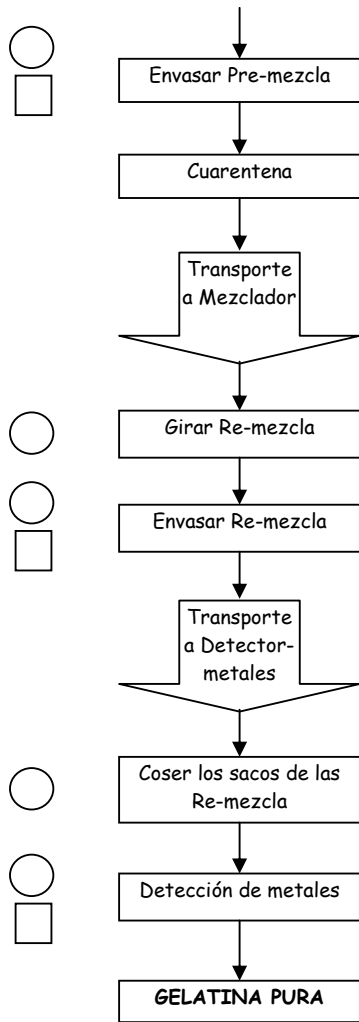 Envasar Pre-mezcla
Cuarentena
Transporte
a Mezclador
Girar Re-mezcla
Envasar Re-mezcla
Transporte
a Detector-
metales
Coser los sacos de las
Re-mezcla
Detección de metales
GELATINA PURA